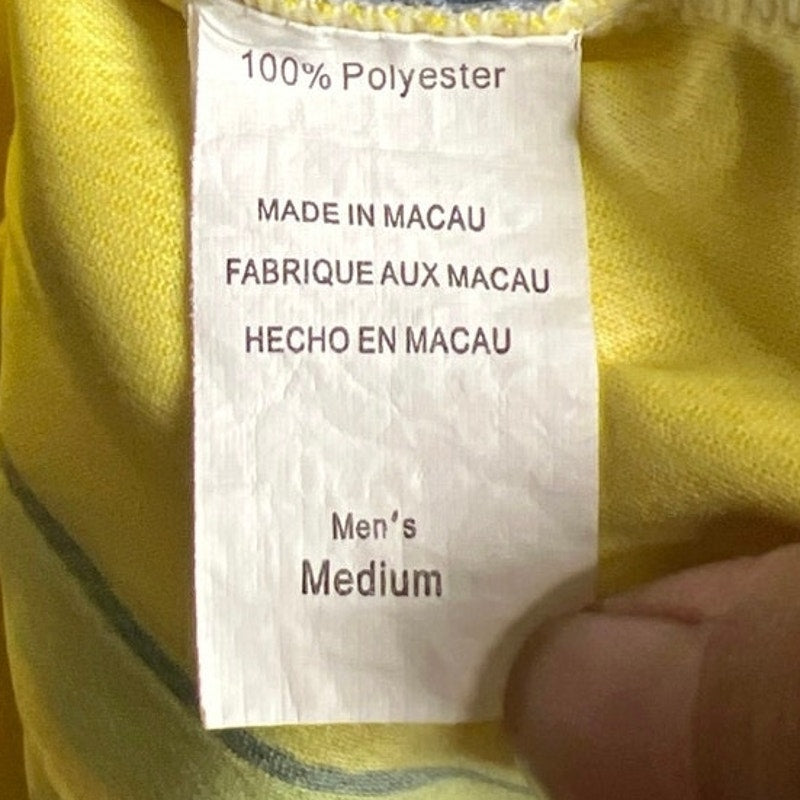 100% Polyester
MADE IN MACAU
FABRIQUE AUX MACAU
HECHO EN MACAU
Men's
Medium